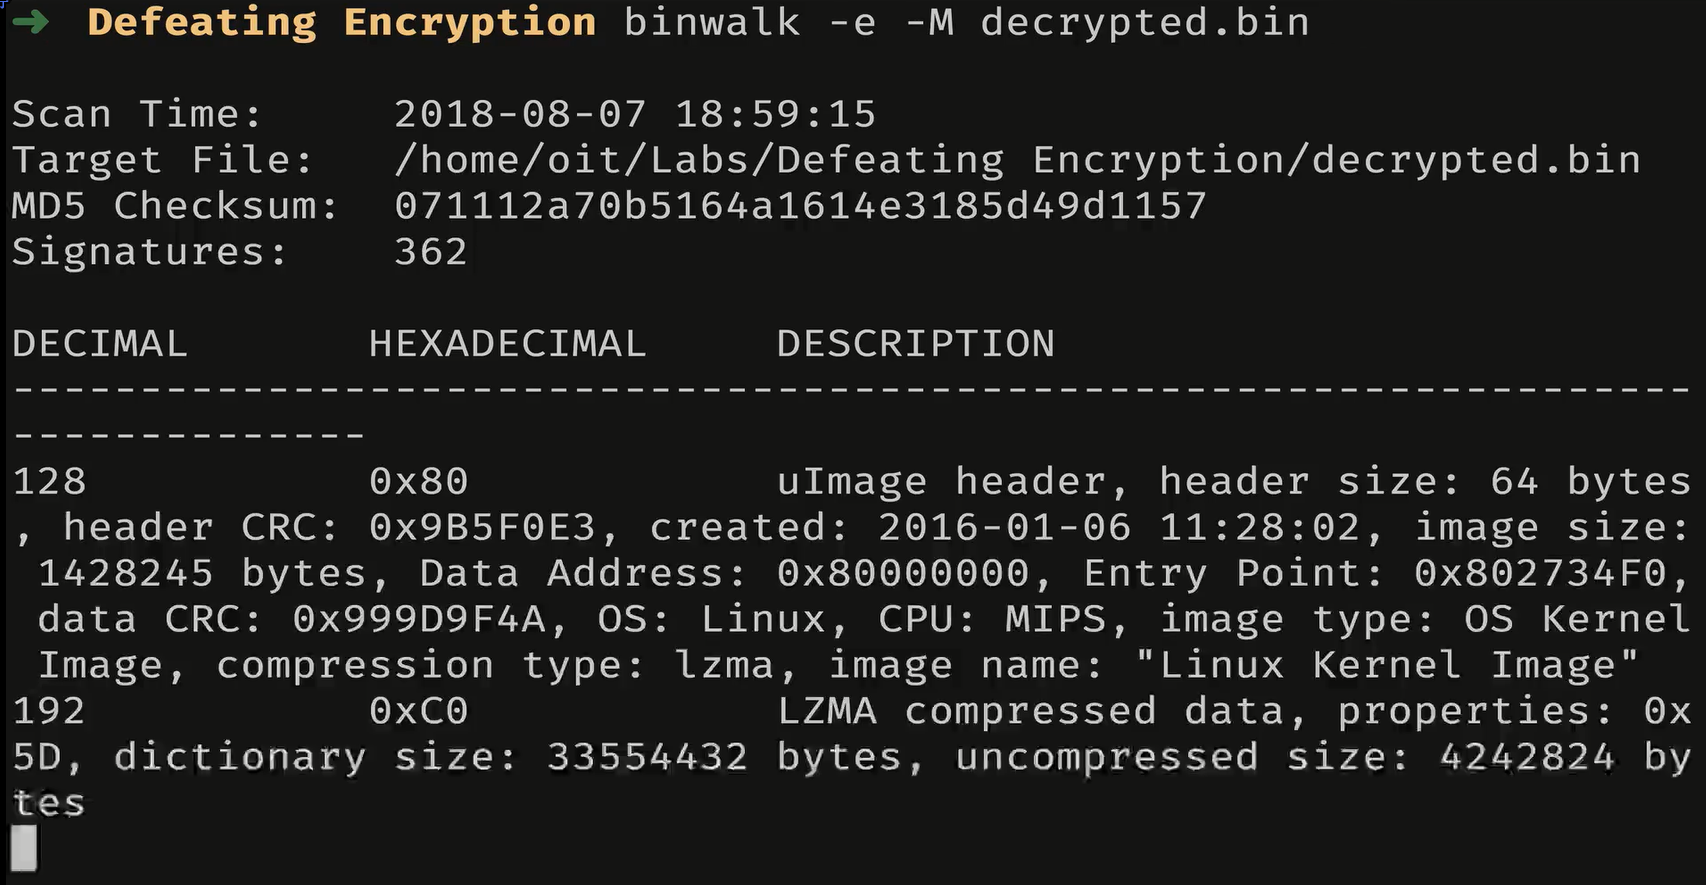 ➜ Defeating Encryption binwalk -e -M decrypted.bin
Scan Time: 2018-08-07 18:59:15
Target File: /home/oit/Labs/Defeating Encryption/decrypted.bin
MD5 Checksum: 071112a70b5164a1614e3185d49d1157
Signatures: 362
DECIMAL HEXADECIMAL DESCRIPTION
--------------------------------------------------------------------------------
--------------
128 0x80 uImage header, header size: 64 bytes
, header CRC: 0x9B5F0E3, created: 2016-01-06 11:28:02, image size:
1428245 bytes, Data Address: 0x80000000, Entry Point: 0x802734F0,
data CRC: 0x999D9F4A, OS: Linux, CPU: MIPS, image type: OS Kernel
Image, compression type: lzma, image name: "Linux Kernel Image"
192 0xC0 LZMA compressed data, properties: 0x
5D, dictionary size: 33554432 bytes, uncompressed size: 4242824 by
tes